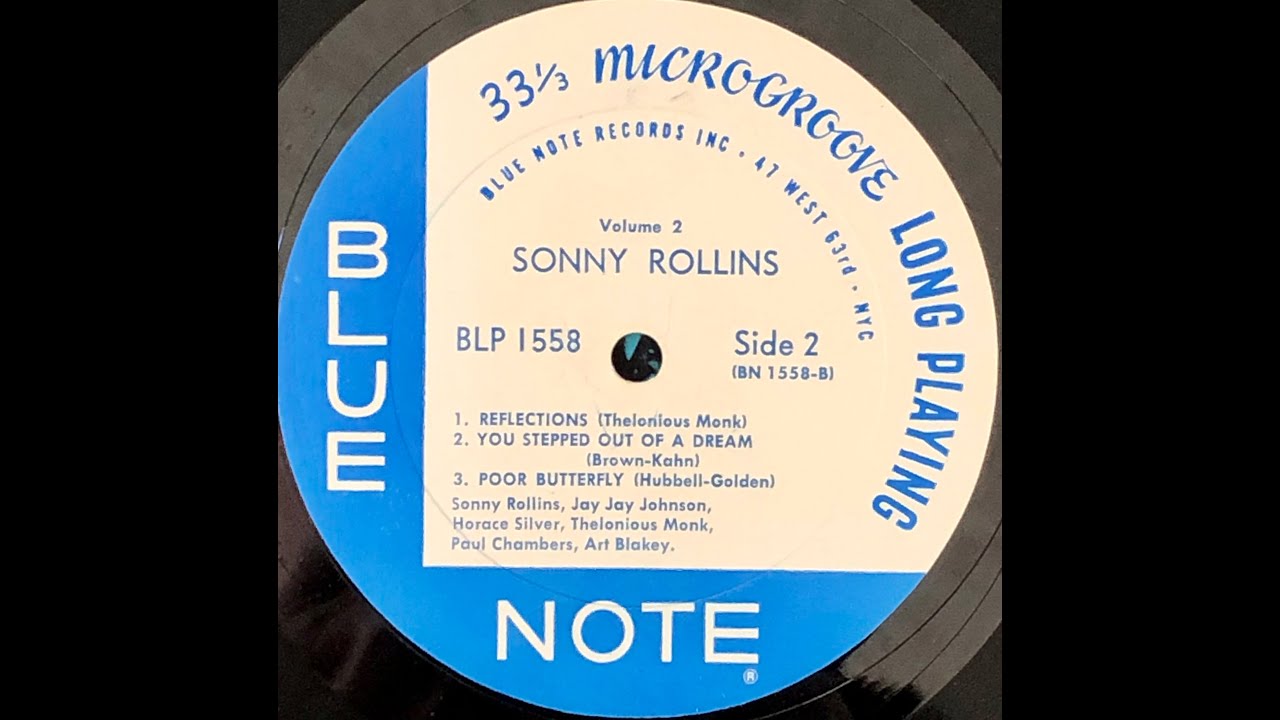 33⅓ MICROGROOVE LONG PLAYING
BLUE NOTE RECORDS INC • 47 WEST 63rd • NYC
Volume 2
SONNY ROLLINS
BLP 1558
Side 2
(BN 1558-B)
1. REFLECTIONS (Thelonious Monk)
2. YOU STEPPED OUT OF A DREAM
(Brown-Kahn)
3. POOR BUTTERFLY (Hubbell-Golden)
Sonny Rollins, Jay Jay Johnson,
Horace Silver, Thelonious Monk,
Paul Chambers, Art Blakey.
BLUE
NOTE
®